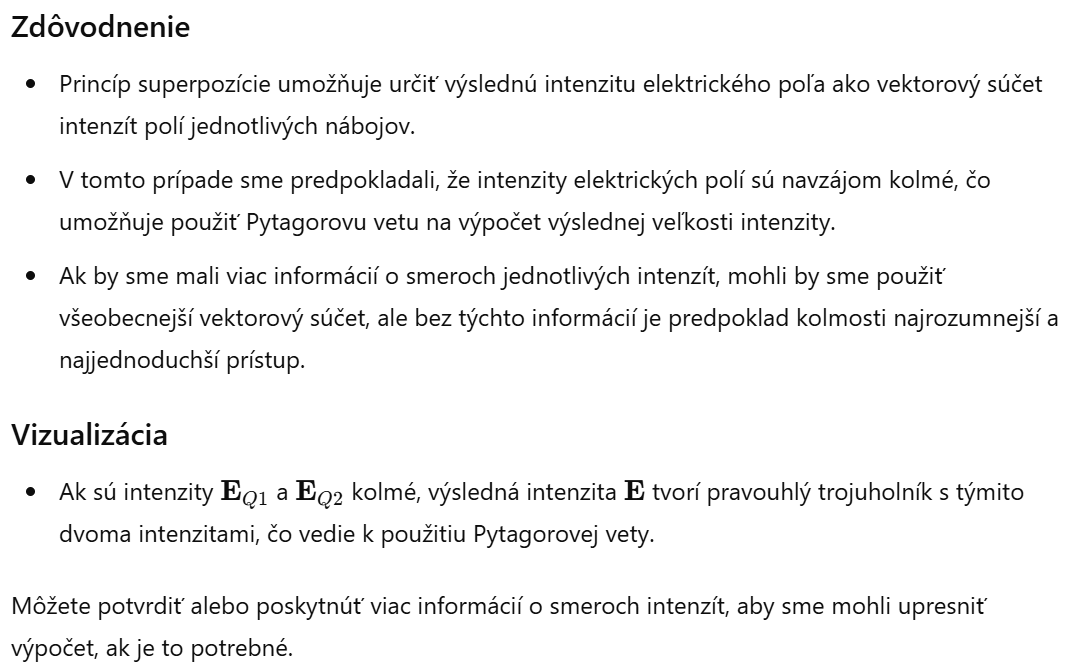 Zdôvodnenie
• Princíp superpozície umožňuje určiť výslednú intenzitu elektrického poľa ako vektorový súčet
intenzít polí jednotlivých nábojov.
• V tomto prípade sme predpokladali, že intenzity elektrických polí sú navzájom kolmé, čo
umožňuje použiť Pytagorovu vetu na výpočet výslednej veľkosti intenzity.
• Ak by sme mali viac informácií o smeroch jednotlivých intenzít, mohli by sme použiť
všeobecnejší vektorový súčet, ale bez týchto informácií je predpoklad kolmosti najrozumnejší a
najjednoduchší prístup.
Vizualizácia
• Ak sú intenzity E_{Q1} a E_{Q2} kolmé, výsledná intenzita E tvorí pravouhlý trojuholník s týmito
dvoma intenzitami, čo vedie k použitiu Pytagorovej vety.
Môžete potvrdiť alebo poskytnúť viac informácií o smeroch intenzít, aby sme mohli upresniť
výpočet, ak je to potrebné.